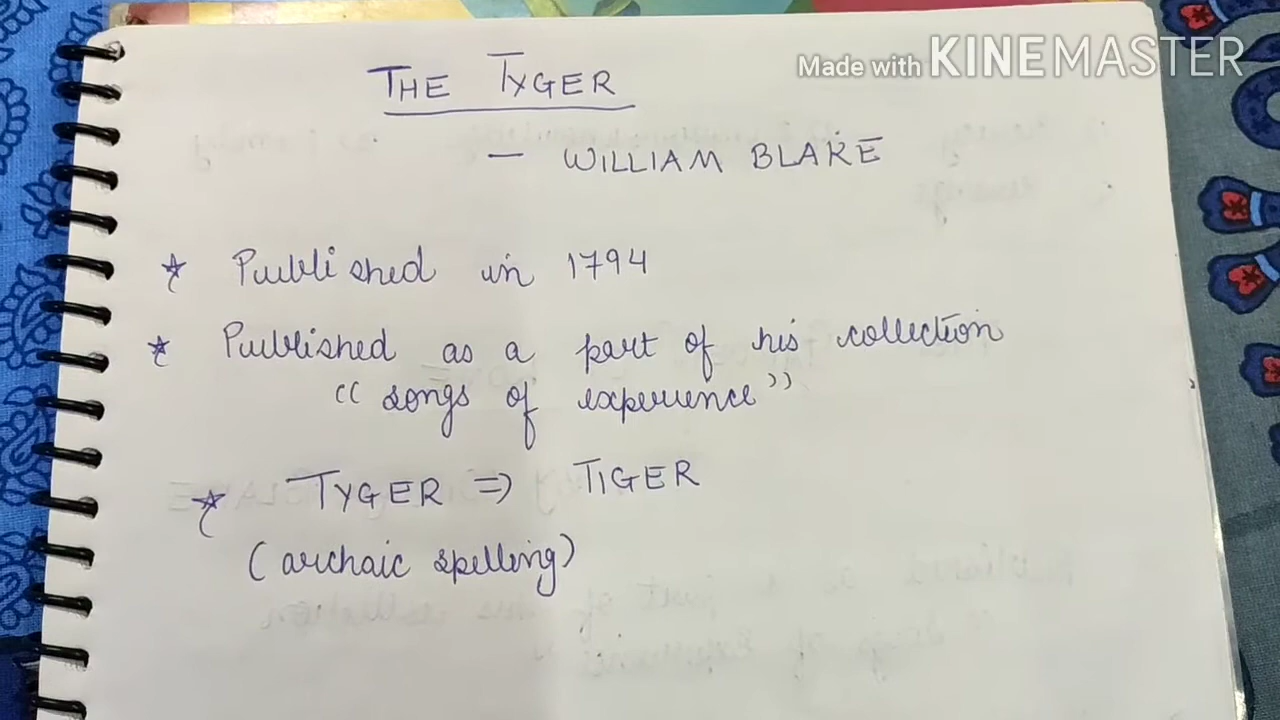 Made with KINEMASTER
THE TYGER
— WILLIAM BLAKE
☆ Published in 1794
☆ Published as a part of his collection
"songs of experience"
☆ TYGER ⇒ TIGER
(archaic spelling)